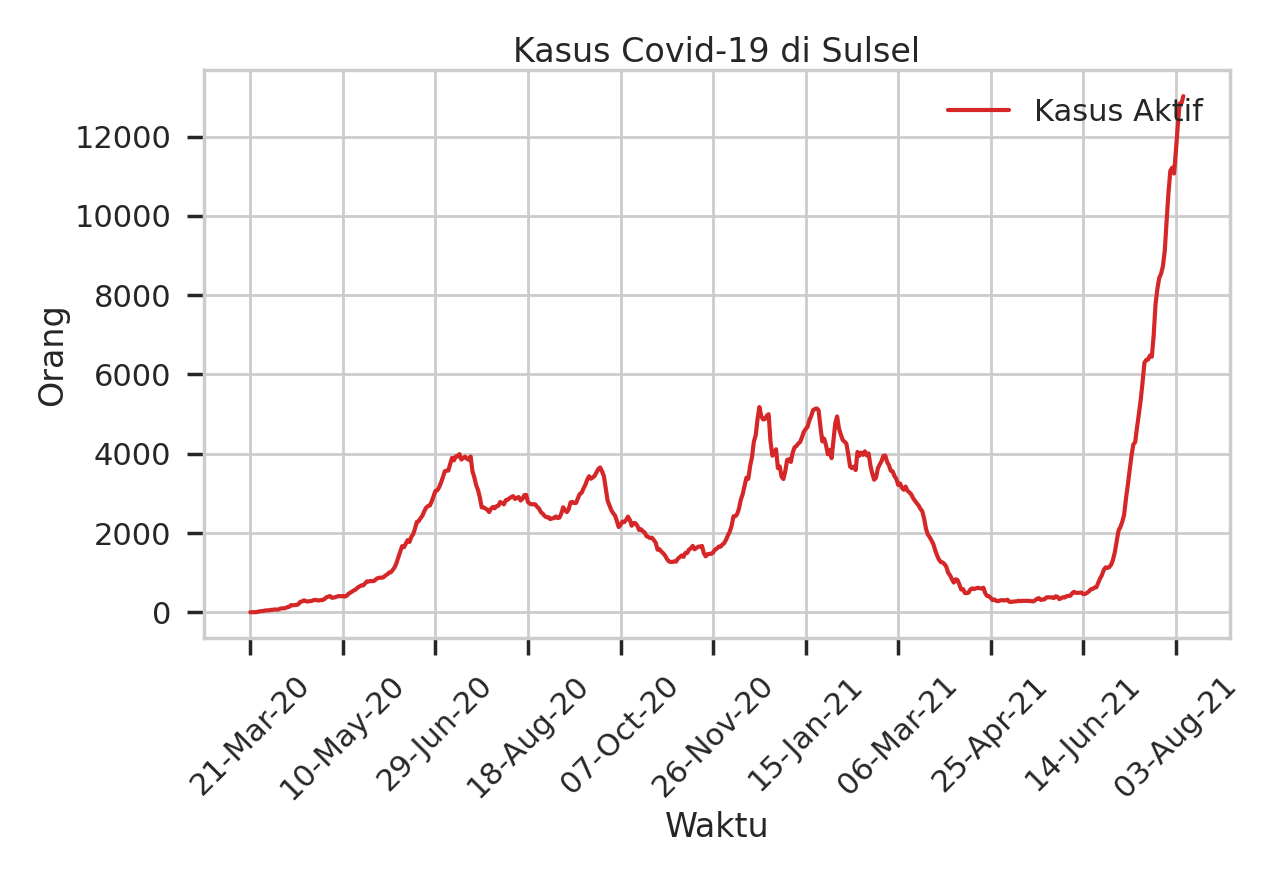 Kasus Covid-19 di Sulsel
Kasus Aktif
12000
10000
8000
6000
4000
2000
0
Orang
21-Mar-20
10-May-20
29-Jun-20
18-Aug-20
07-Oct-20
26-Nov-20
15-Jan-21
06-Mar-21
25-Apr-21
14-Jun-21
03-Aug-21
Waktu